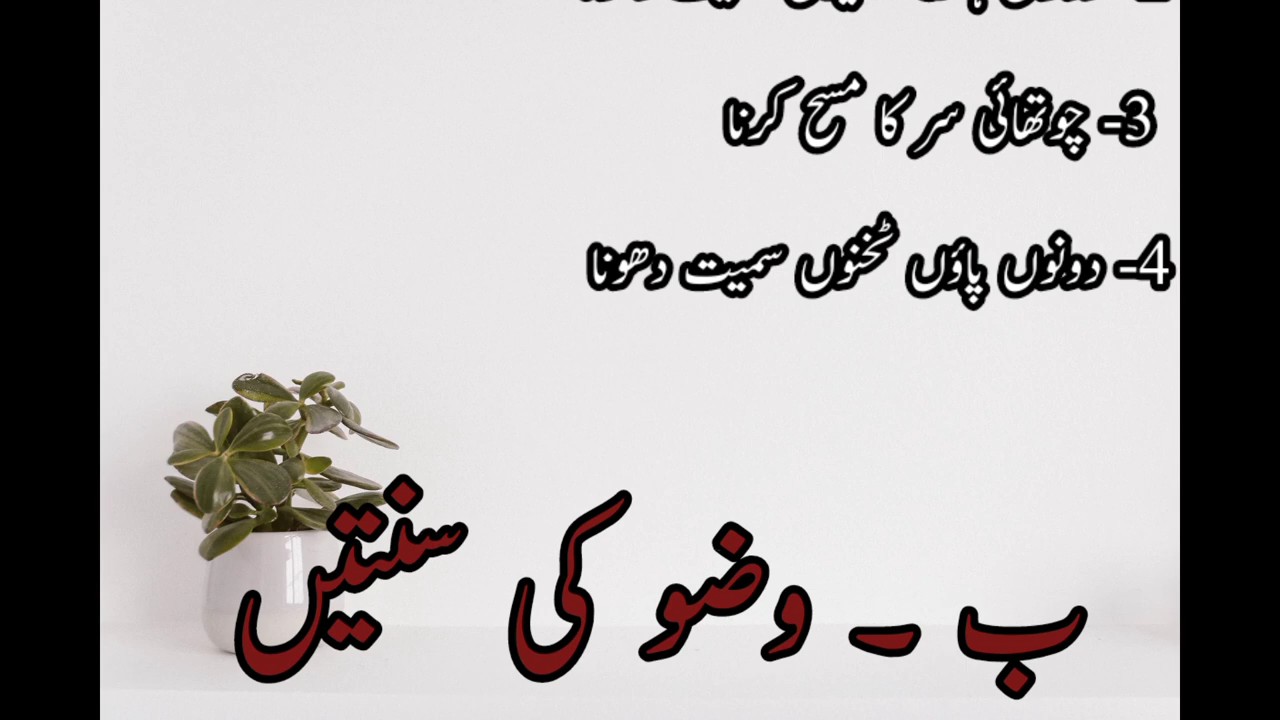 3- چوتھائی سر کا مسح کرنا
4- دونوں پاؤں ٹخنوں سمیت دھونا
ب ۔ وضو کی سنتیں